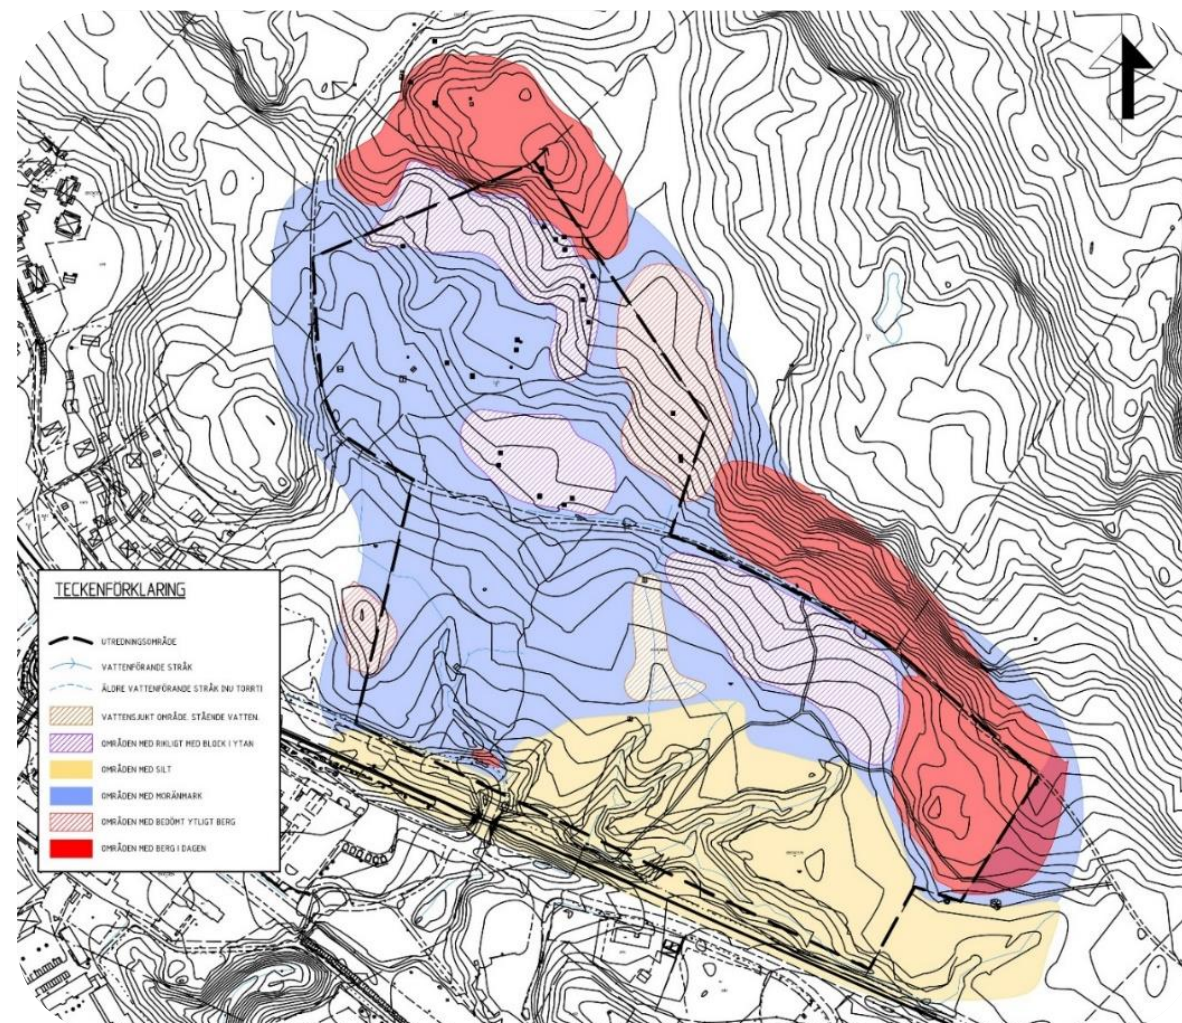 TECKENFÖRKLARING
UTREDNINGSOMRÅDE
VATTENFÖRANDE STRÅK
ÄLDRE VATTENFÖRANDE STRÅK (NU TORRT)
VATTENSJUKT OMRÅDE. STÅENDE VATTEN.
OMRÅDEN MED RIKLIGT MED BLOCK I YTAN
OMRÅDEN MED SILT
OMRÅDEN MED MORÄNMARK
OMRÅDEN MED BEDÖMT YTLIGT BERG
OMRÅDEN MED BERG I DAGEN